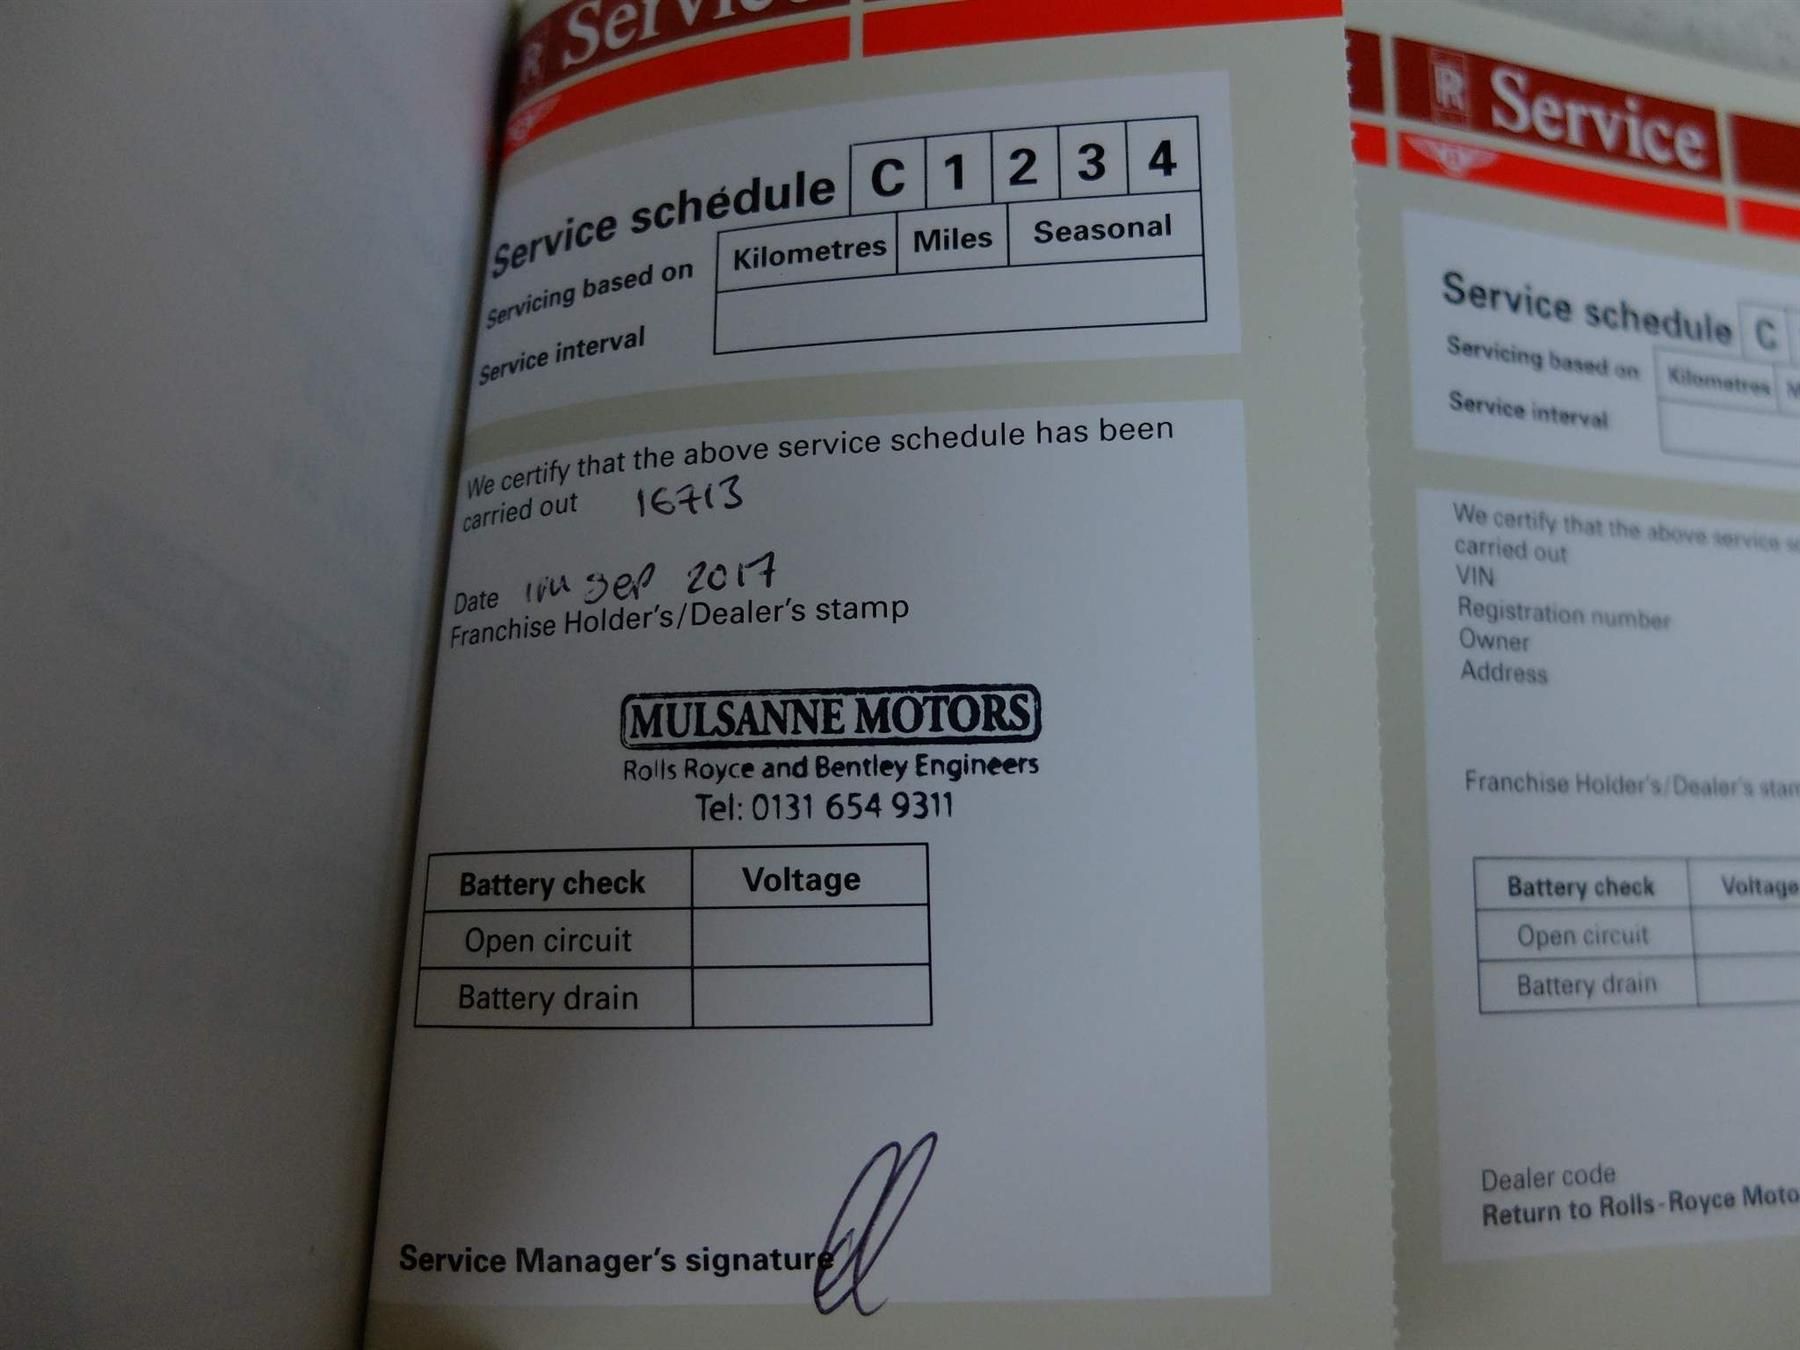 Service
Service schedule C 1 2 3 4
Servicing based on Kilometres Miles Seasonal
Service interval
We certify that the above service schedule has been
carried out 16713
Date Sep 2017
Franchise Holder's/Dealer's stamp
MULSANNE MOTORS
Rolls Royce and Bentley Engineers
Tel: 0131 654 9311
Battery check Voltage
Open circuit
Battery drain
Service Manager's signature
RR Service
Service schedule C
Servicing based on Kilometres
Service interval
We certify that the above service
carried out
VIN
Registration number
Owner
Address
Franchise Holder's/Dealer's
Battery check Voltage
Open circuit
Battery drain
Dealer code
Return to Rolls-Royce